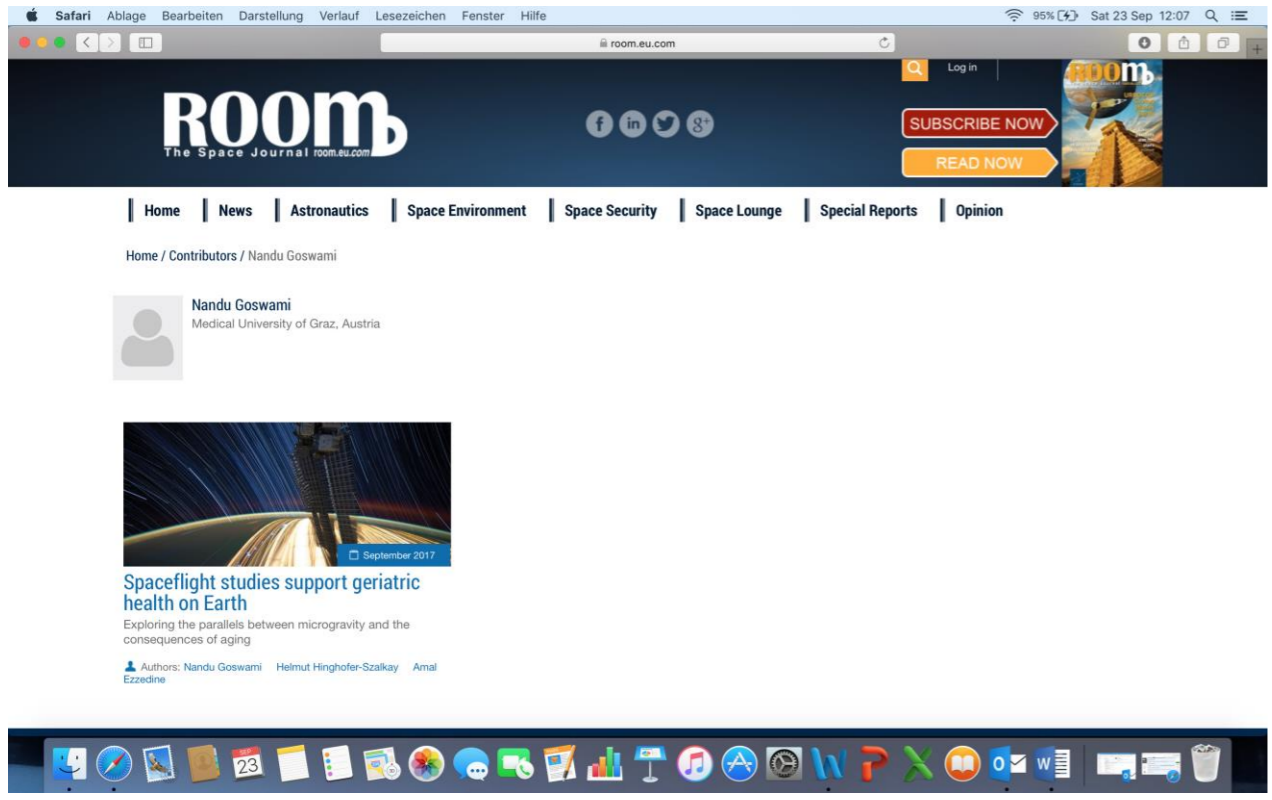 Safari Ablage Bearbeiten Darstellung Verlauf Lesezeichen Fenster Hilfe 95% Sat 23 Sep 12:07
room.eu.com
Log in
ROOM
The Space Journal room.eu.com
f in g+
SUBSCRIBE NOW
READ NOW
ROOM
Home News Astronautics Space Environment Space Security Space Lounge Special Reports Opinion
Home / Contributors / Nandu Goswami
Nandu Goswami
Medical University of Graz, Austria
September 2017
Spaceflight studies support geriatric
health on Earth
Exploring the parallels between microgravity and the
consequences of aging
Authors: Nandu Goswami Helmut Hinghofer-Szalkay Amal
Ezzedine
SEP
23